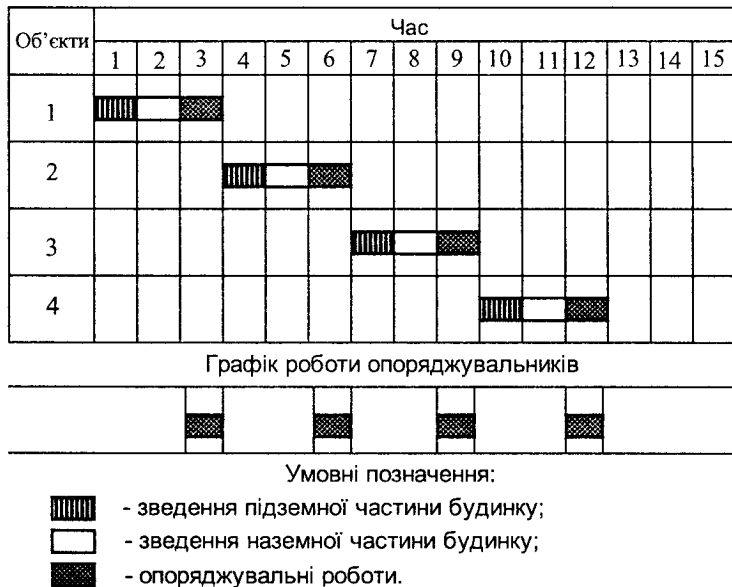 Об'єкти
Час
1 2 3 4 5 6 7 8 9 10 11 12 13 14 15
1
2
3
4
Графік роботи опоряджувальників
Умовні позначення:
- зведення підземної частини будинку;
- зведення наземної частини будинку;
- опоряджувальні роботи.